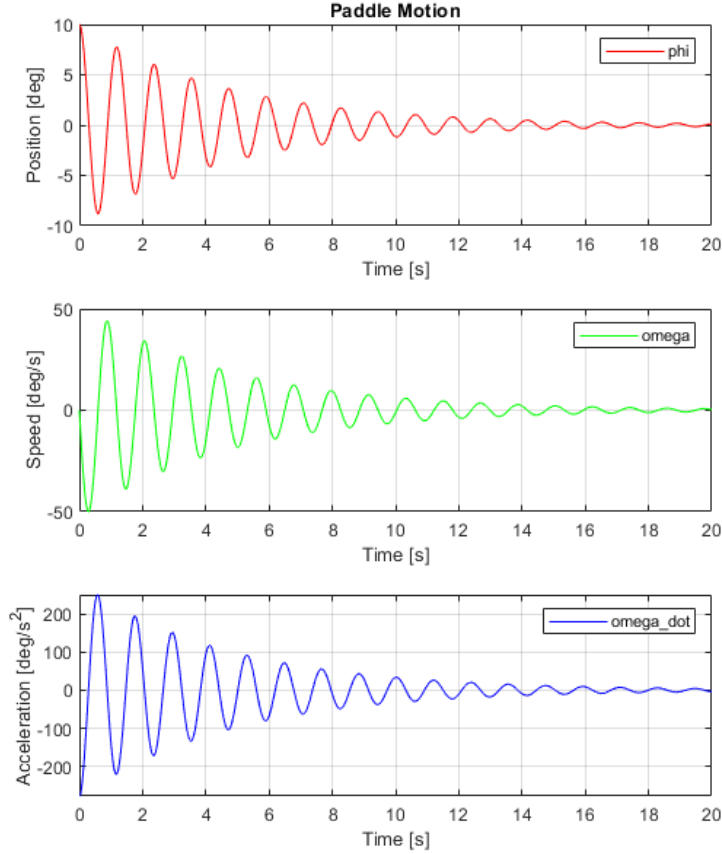 Paddle Motion
10
5
0
-5
-10
Position [deg]
phi
0 2 4 6 8 10 12 14 16 18 20
Time [s]
50
0
-50
Speed [deg/s]
omega
0 2 4 6 8 10 12 14 16 18 20
Time [s]
200
100
0
-100
-200
Acceleration [deg/s²]
omega_dot
0 2 4 6 8 10 12 14 16 18 20
Time [s]